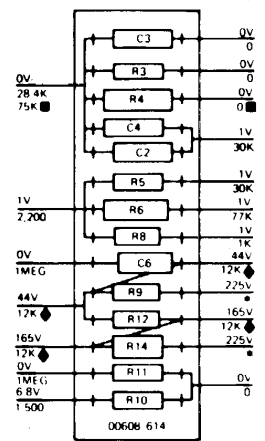 C3
0V
0
R3
0V
0
0V
28.4K
75K
R4
0V
0
C4
1V
30K
C2
R5
1V
30K
1V
2,200
R6
1V
77K
R8
1V
1K
0V
1MEG
C6
44V
12K
R9
225V
44V
12K
R12
165V
12K
165V
12K
R14
225V
0V
1MEG
R11
0V
0
6.8V
1 500
R10
0060B 614